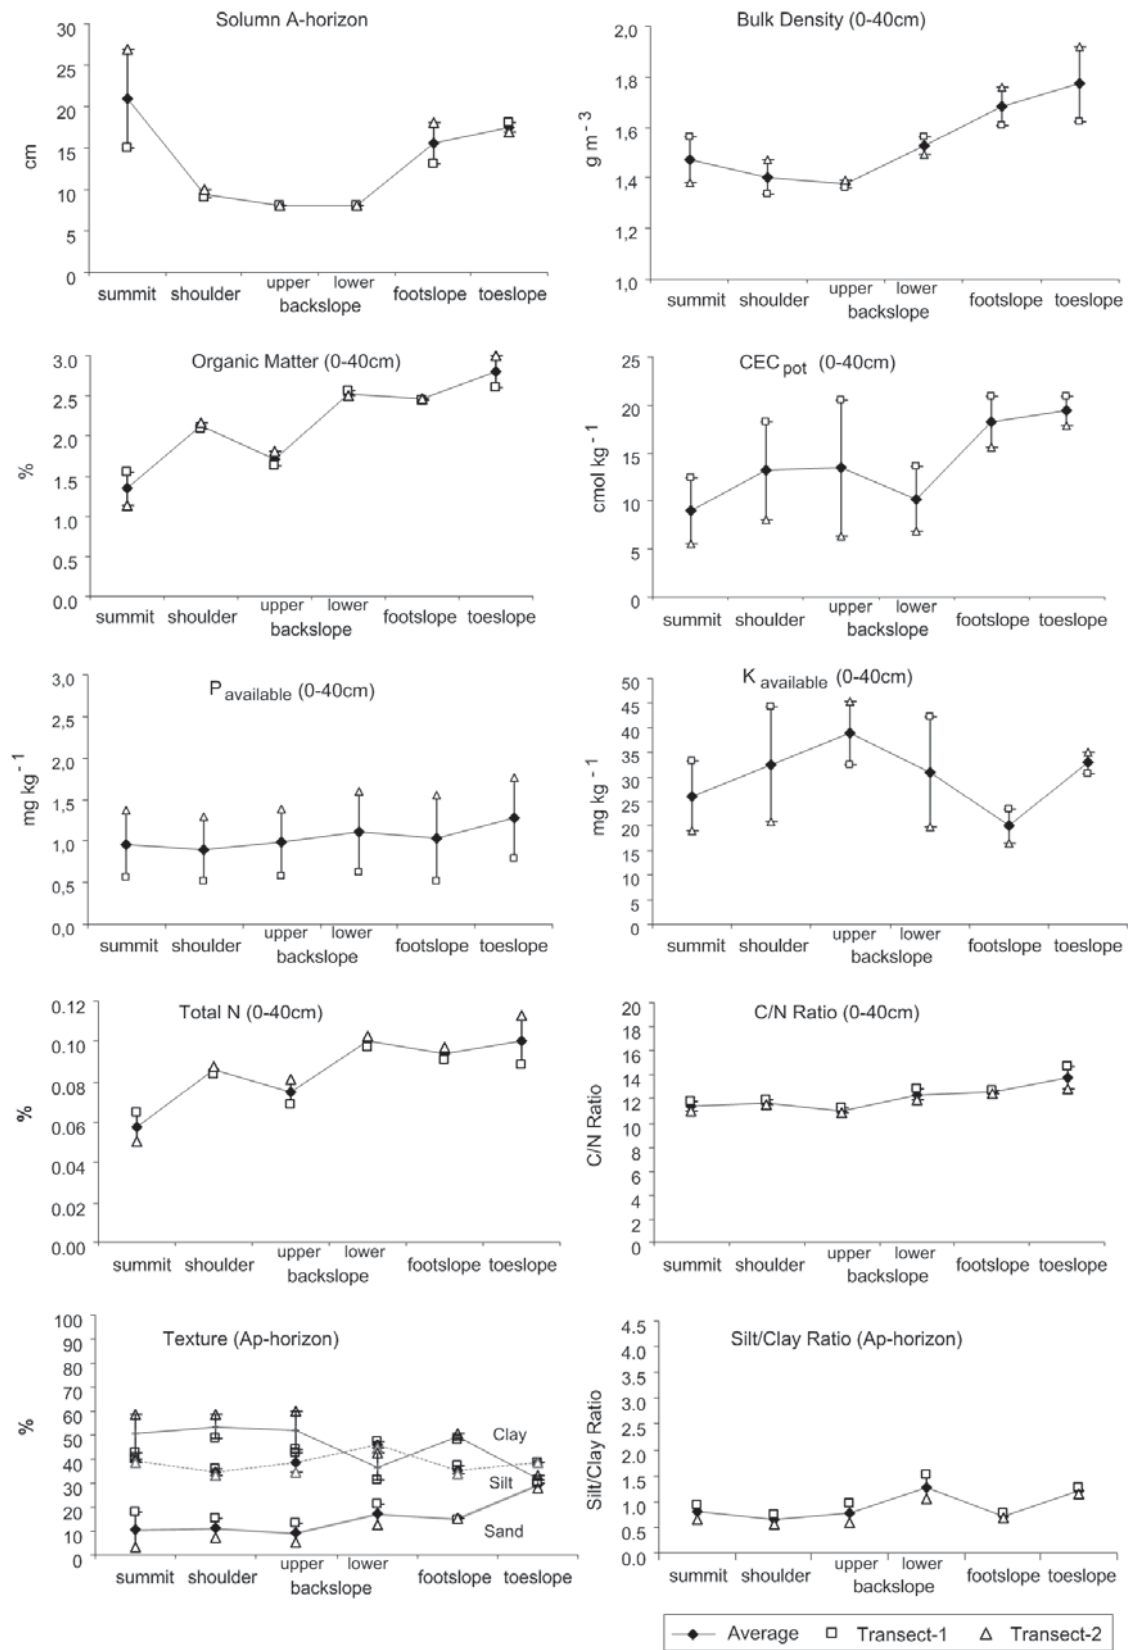 Solumn A-horizon
30
25
20
15
10
5
0
cm
summit shoulder upper lower footslope toeslope
backslope
Bulk Density (0-40cm)
2,0
1,8
1,6
1,4
1,2
1,0
g m⁻³
summit shoulder upper lower footslope toeslope
backslope
Organic Matter (0-40cm)
3.0
2.5
2.0
1.5
1.0
0.5
0.0
%
summit shoulder upper lower footslope toeslope
backslope
CEC pot (0-40cm)
25
20
15
10
5
0
cmol kg⁻¹
summit shoulder upper lower footslope toeslope
backslope
P available (0-40cm)
3,0
2,5
2,0
1,5
1,0
0,5
0,0
mg kg⁻¹
summit shoulder upper lower footslope toeslope
backslope
K available (0-40cm)
50
45
40
35
30
25
20
15
10
5
0
mg kg⁻¹
summit shoulder upper lower footslope toeslope
backslope
Total N (0-40cm)
0.12
0.10
0.08
0.06
0.04
0.02
0.00
%
summit shoulder upper lower footslope toeslope
backslope
C/N Ratio (0-40cm)
20
18
16
14
12
10
8
6
4
2
0
C/N Ratio
summit shoulder upper lower footslope toeslope
backslope
Texture (Ap-horizon)
100
90
80
70
60
50
40
30
20
10
0
%
Clay
Silt
Sand
summit shoulder upper lower footslope toeslope
backslope
Silt/Clay Ratio (Ap-horizon)
4.5
4.0
3.5
3.0
2.5
2.0
1.5
1.0
0.5
0.0
Silt/Clay Ratio
summit shoulder upper lower footslope toeslope
backslope
Average Transect-1 Transect-2